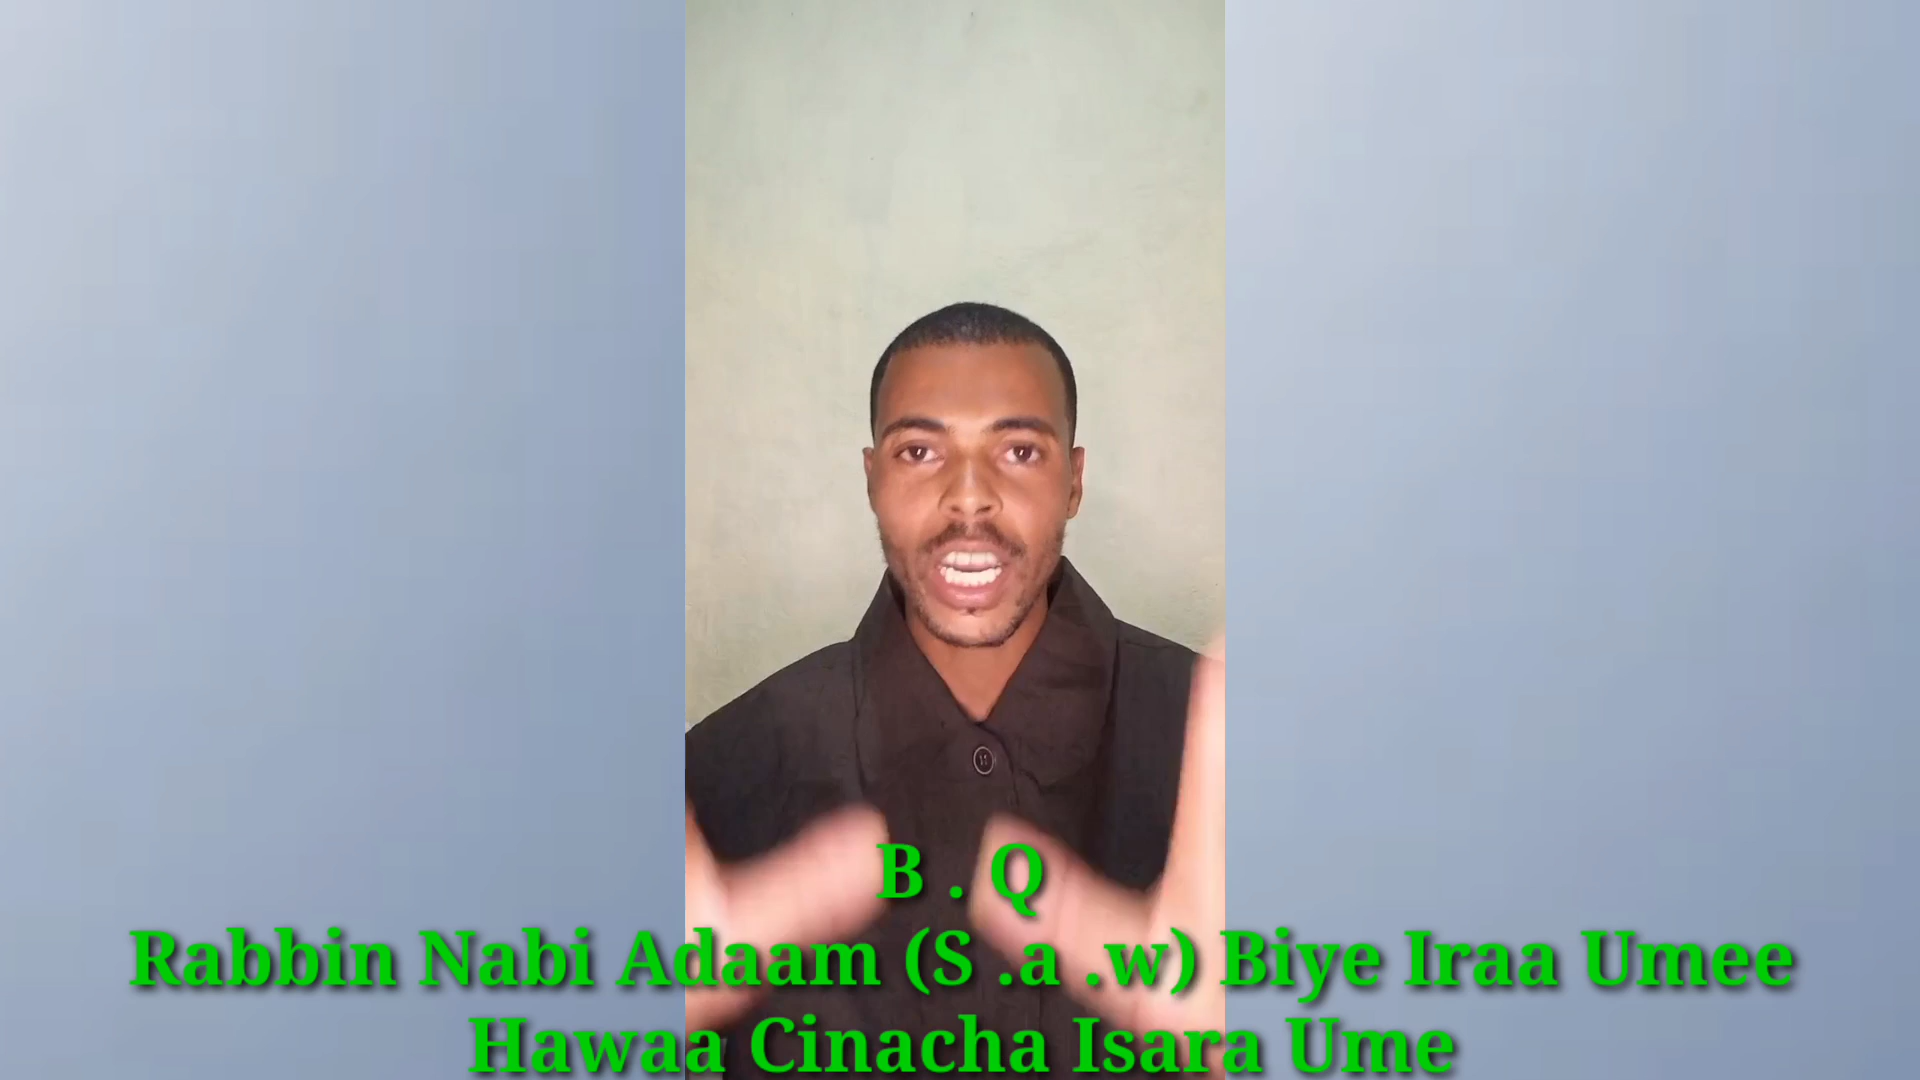 B . Q
Rabbin Nabi Adaam (S .a .w) Biye Iraa Umee
Hawaa Cinacha Isara Ume